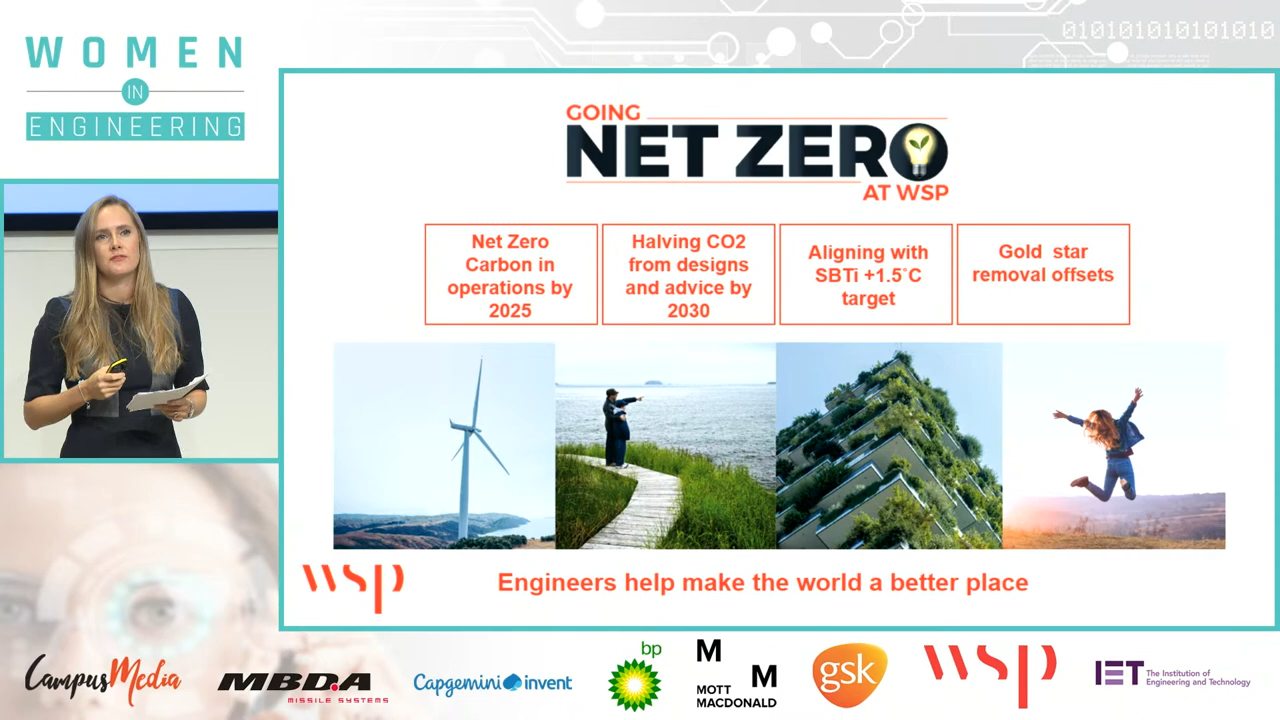 WOMEN
IN
ENGINEERING
010101010101010
GOING
NET ZERO
AT WSP
Net Zero
Carbon in
operations by
2025
Halving CO2
from designs
and advice by
2030
Aligning with
SBTi +1.5°C
target
Gold star
removal offsets
wsp
Engineers help make the world a better place
CampusMedia
MBDA
MISSILE SYSTEMS
Capgemini invent
bp
M
M
MOTT
MACDONALD
gsk
wsp
IET
The Institution of
Engineering and Technology